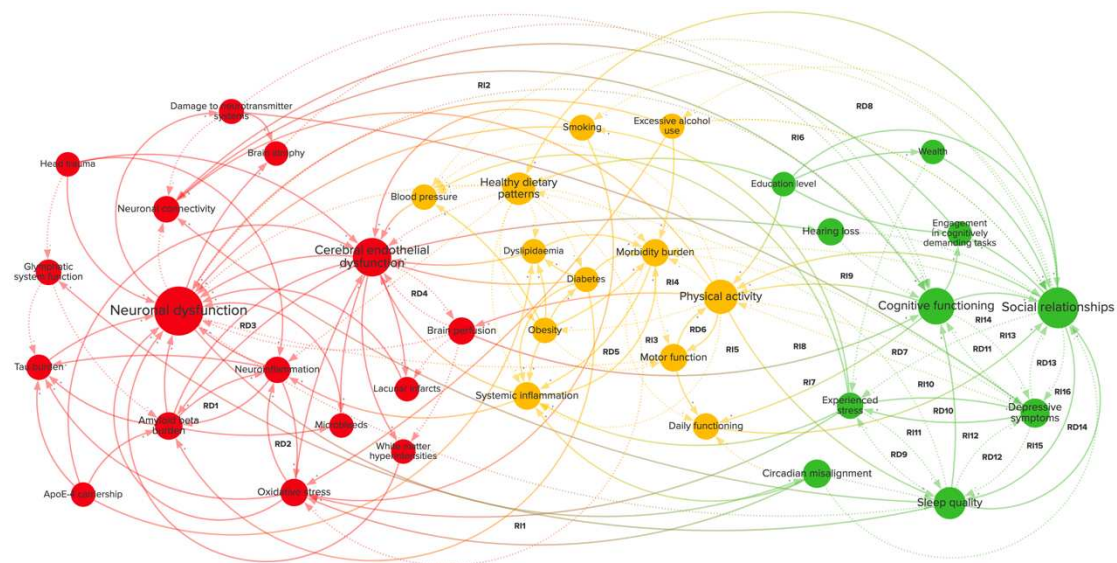 RI2
RD8
Damage to neurotransmitter
systems
Smoking
Excessive alcohol
use
RI6
Brain atrophy
Wealth
Head trauma
Healthy dietary
patterns
Education level
Blood pressure
Neuronal connectivity
Hearing loss
Engagement
in cognitively
demanding tasks
Cerebral endothelial
dysfunction
Dyslipidaemia
Morbidity burden
Glymphatic
system function
Diabetes
RI4
RI9
RD4
Physical activity
Neuronal dysfunction
Cognitive functioning
Social relationships
RD3
Brain perfusion
Obesity
RD6
RI14
RI3
RI5
RI8
RI13
Motor function
RD5
RD7
RD11
RD13
Tau burden
Neuroinflammation
Lacunar infarcts
Systemic inflammation
RI7
RI10
RI16
RD1
Experienced
stress
RD10
Depressive
symptoms
Amyloid beta
burden
Microbleeds
Daily functioning
RI11
RI12
RD14
RD2
White matter
hyperintensities
RI15
RD9
RD12
Circadian misalignment
ApoE-4 carriership
Oxidative stress
Sleep quality
RI1